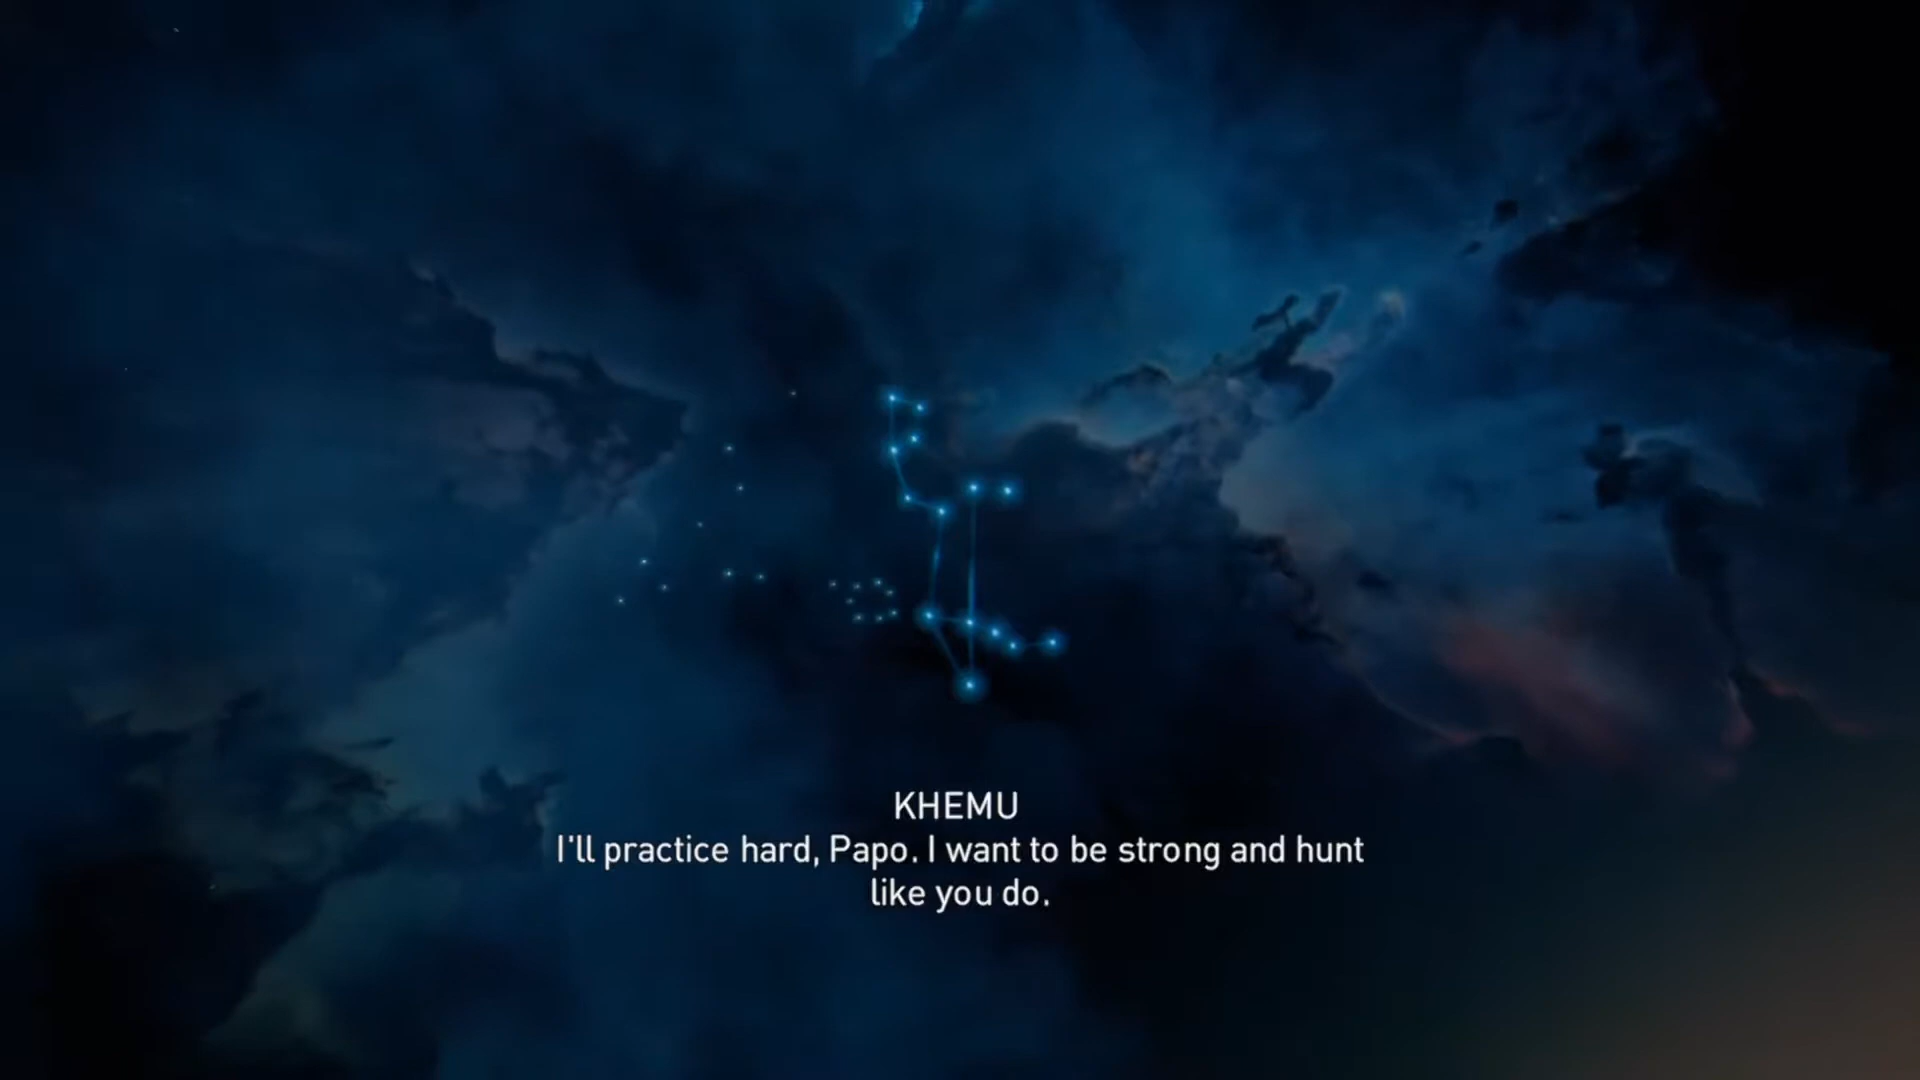 KHEMU
I'll practice hard, Papo. I want to be strong and hunt
like you do.